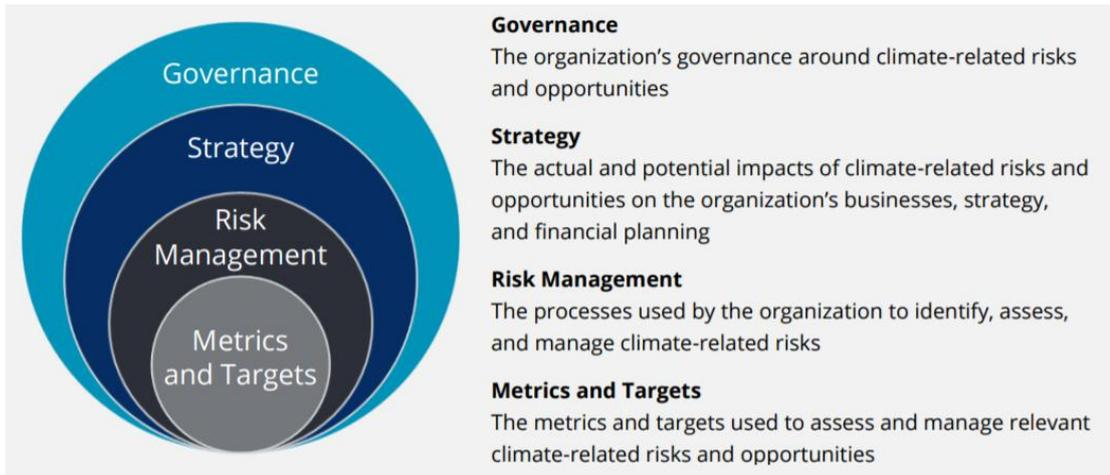 Governance
Strategy
Risk
Management
Metrics
and Targets
Governance
The organization’s governance around climate-related risks
and opportunities
Strategy
The actual and potential impacts of climate-related risks and
opportunities on the organization’s businesses, strategy,
and financial planning
Risk Management
The processes used by the organization to identify, assess,
and manage climate-related risks
Metrics and Targets
The metrics and targets used to assess and manage relevant
climate-related risks and opportunities